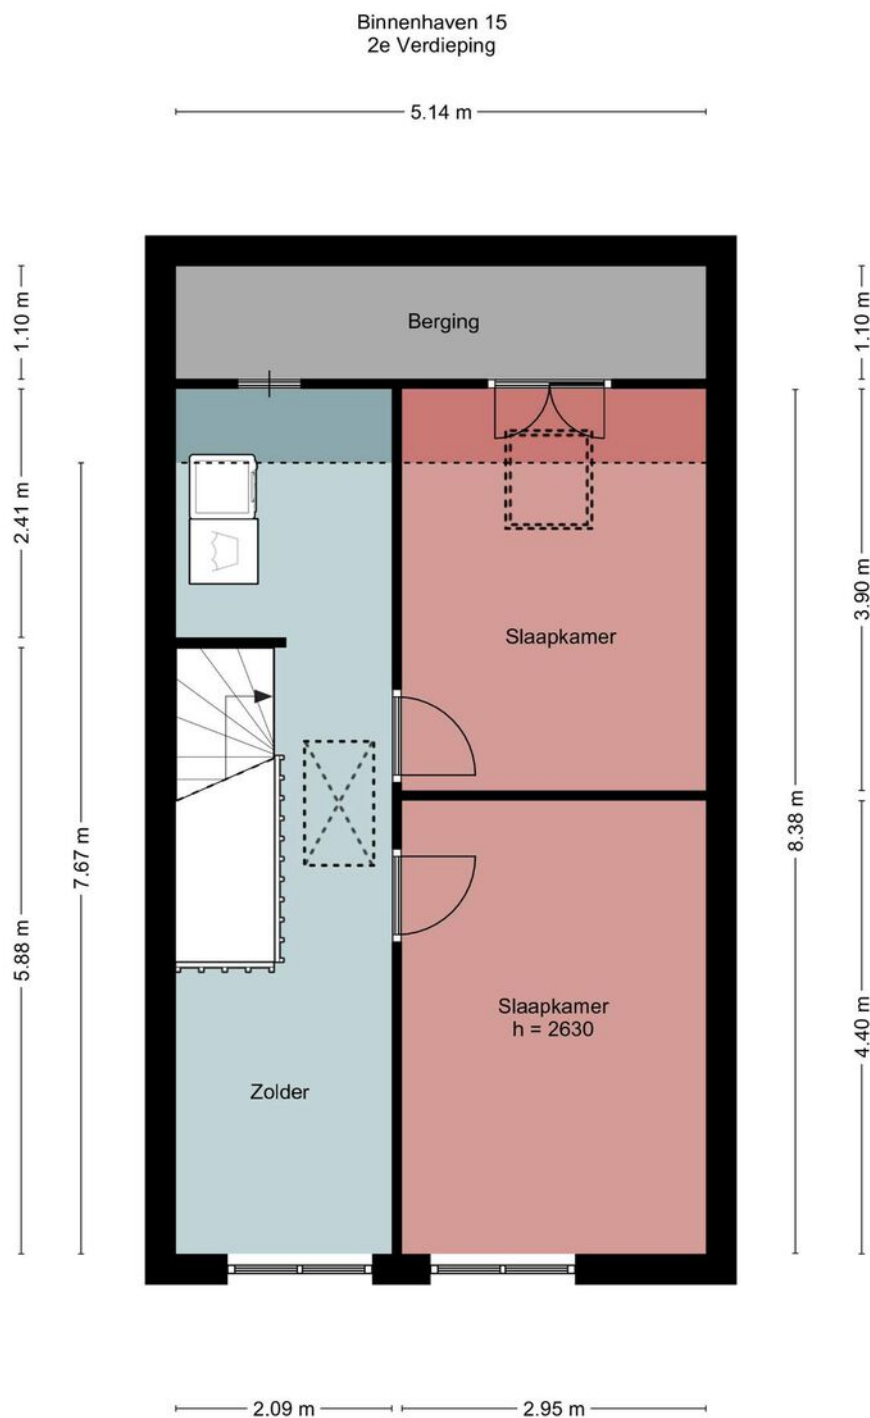 Binnenhaven 15
2e Verdieping
5.14 m
1.10 m
1.10 m
Berging
2.41 m
3.90 m
Slaapkamer
8.38 m
7.67 m
5.88 m
Slaapkamer
h = 2630
4.40 m
Zolder
2.09 m
2.95 m